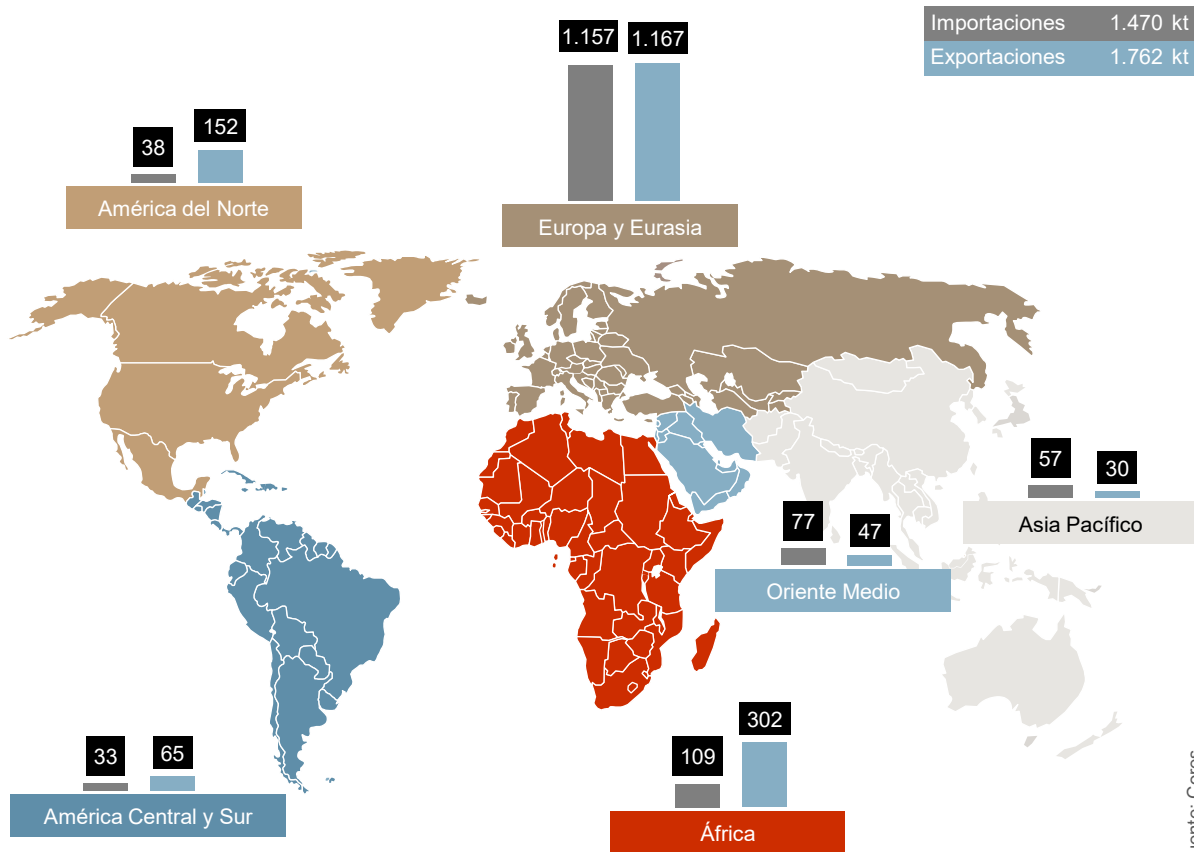 Importaciones 1.470 kt
Exportaciones 1.762 kt
1.157 1.167
Europa y Eurasia
38 152
América del Norte
57 30
Asia Pacífico
77 47
Oriente Medio
33 65
América Central y Sur
109 302
África